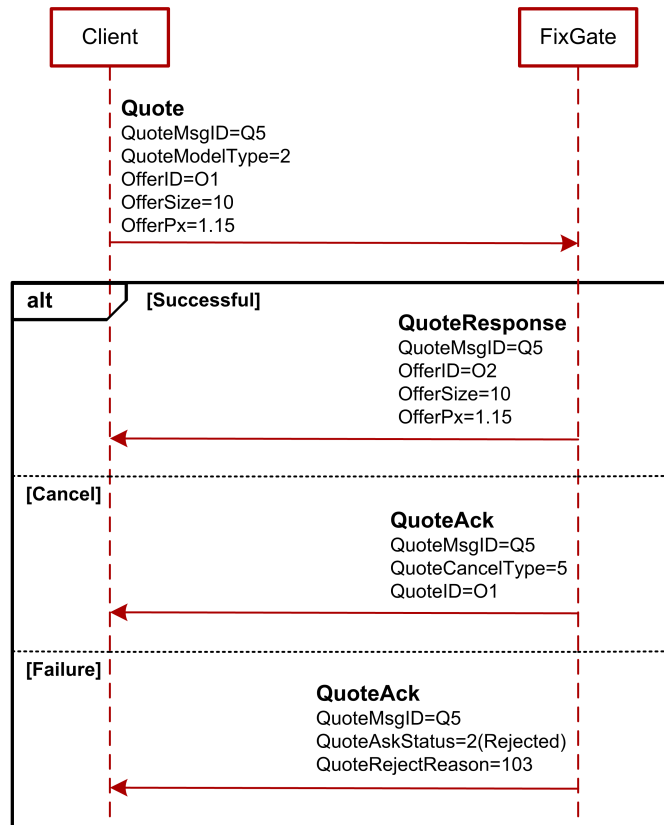 Client
FixGate
Quote
QuoteMsgID=Q5
QuoteModelType=2
OfferID=O1
OfferSize=10
OfferPx=1.15
alt
[Successful]
QuoteResponse
QuoteMsgID=Q5
OfferID=O2
OfferSize=10
OfferPx=1.15
[Cancel]
QuoteAck
QuoteMsgID=Q5
QuoteCancelType=5
QuoteID=O1
[Failure]
QuoteAck
QuoteMsgID=Q5
QuoteAskStatus=2(Rejected)
QuoteRejectReason=103